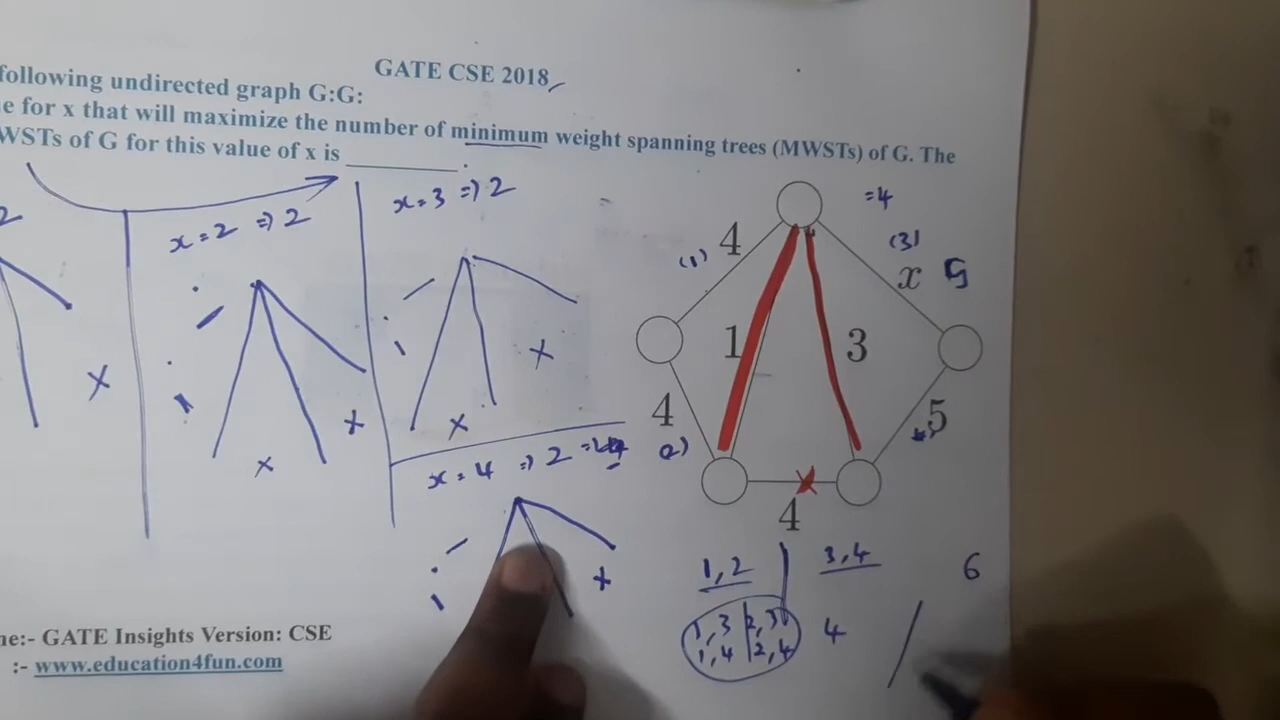 GATE CSE 2018
following undirected graph G:G:
e for x that will maximize the number of minimum weight spanning trees (MWSTs) of G. The
WSTs of G for this value of x is
2
x=2 => 2
x=3 => 2
x=4 => 2
=4
(1) 4
(3)
x 5
1
3
4 (2)
5
4
1,2
3,4
6
1,3 2,3
1,4 2,4
4
me:- GATE Insights Version: CSE
:- www.education4fun.com